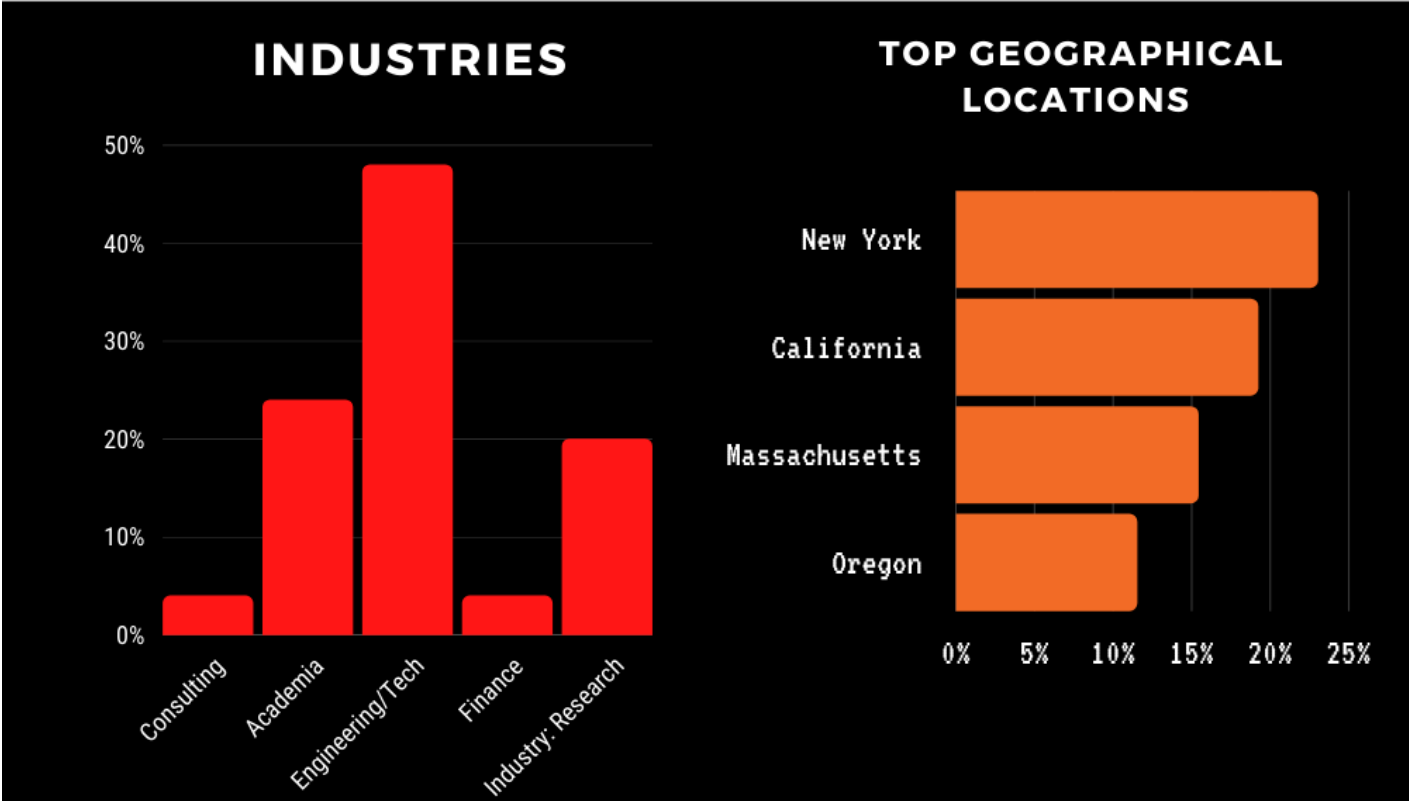 INDUSTRIES
50%
40%
30%
20%
10%
0%
Consulting
Academia
Engineering/Tech
Finance
Industry: Research
TOP GEOGRAPHICAL
LOCATIONS
New York
California
Massachusetts
Oregon
0% 5% 10% 15% 20% 25%